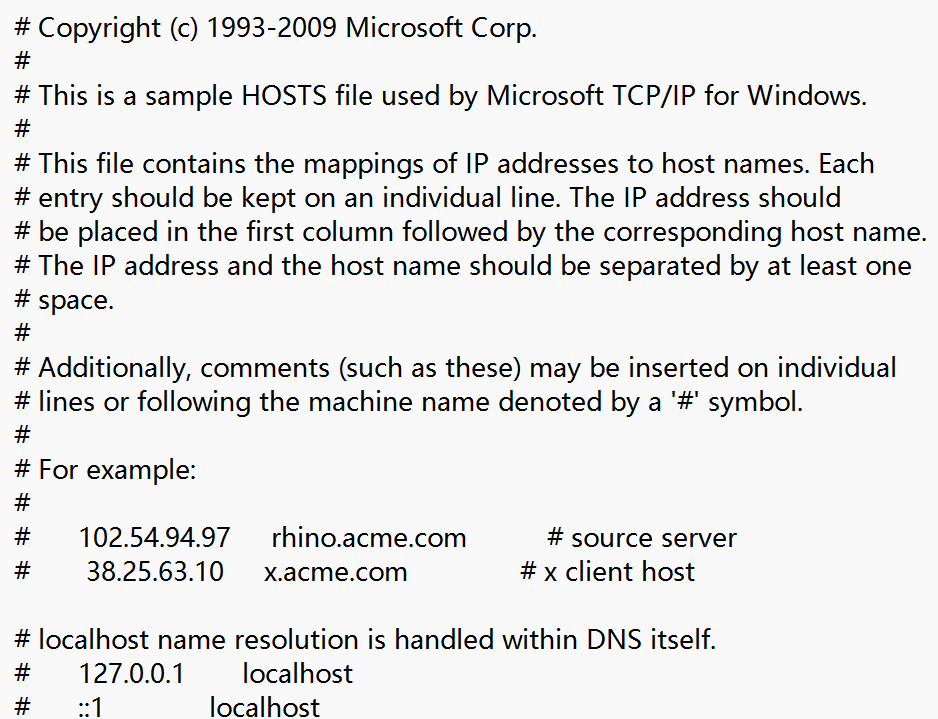 # Copyright (c) 1993-2009 Microsoft Corp.
#
# This is a sample HOSTS file used by Microsoft TCP/IP for Windows.
#
# This file contains the mappings of IP addresses to host names. Each
# entry should be kept on an individual line. The IP address should
# be placed in the first column followed by the corresponding host name.
# The IP address and the host name should be separated by at least one
# space.
#
# Additionally, comments (such as these) may be inserted on individual
# lines or following the machine name denoted by a '#' symbol.
#
# For example:
#
#      102.54.94.97     rhino.acme.com          # source server
#       38.25.63.10     x.acme.com              # x client host

# localhost name resolution is handled within DNS itself.
#      127.0.0.1       localhost
#      ::1             localhost